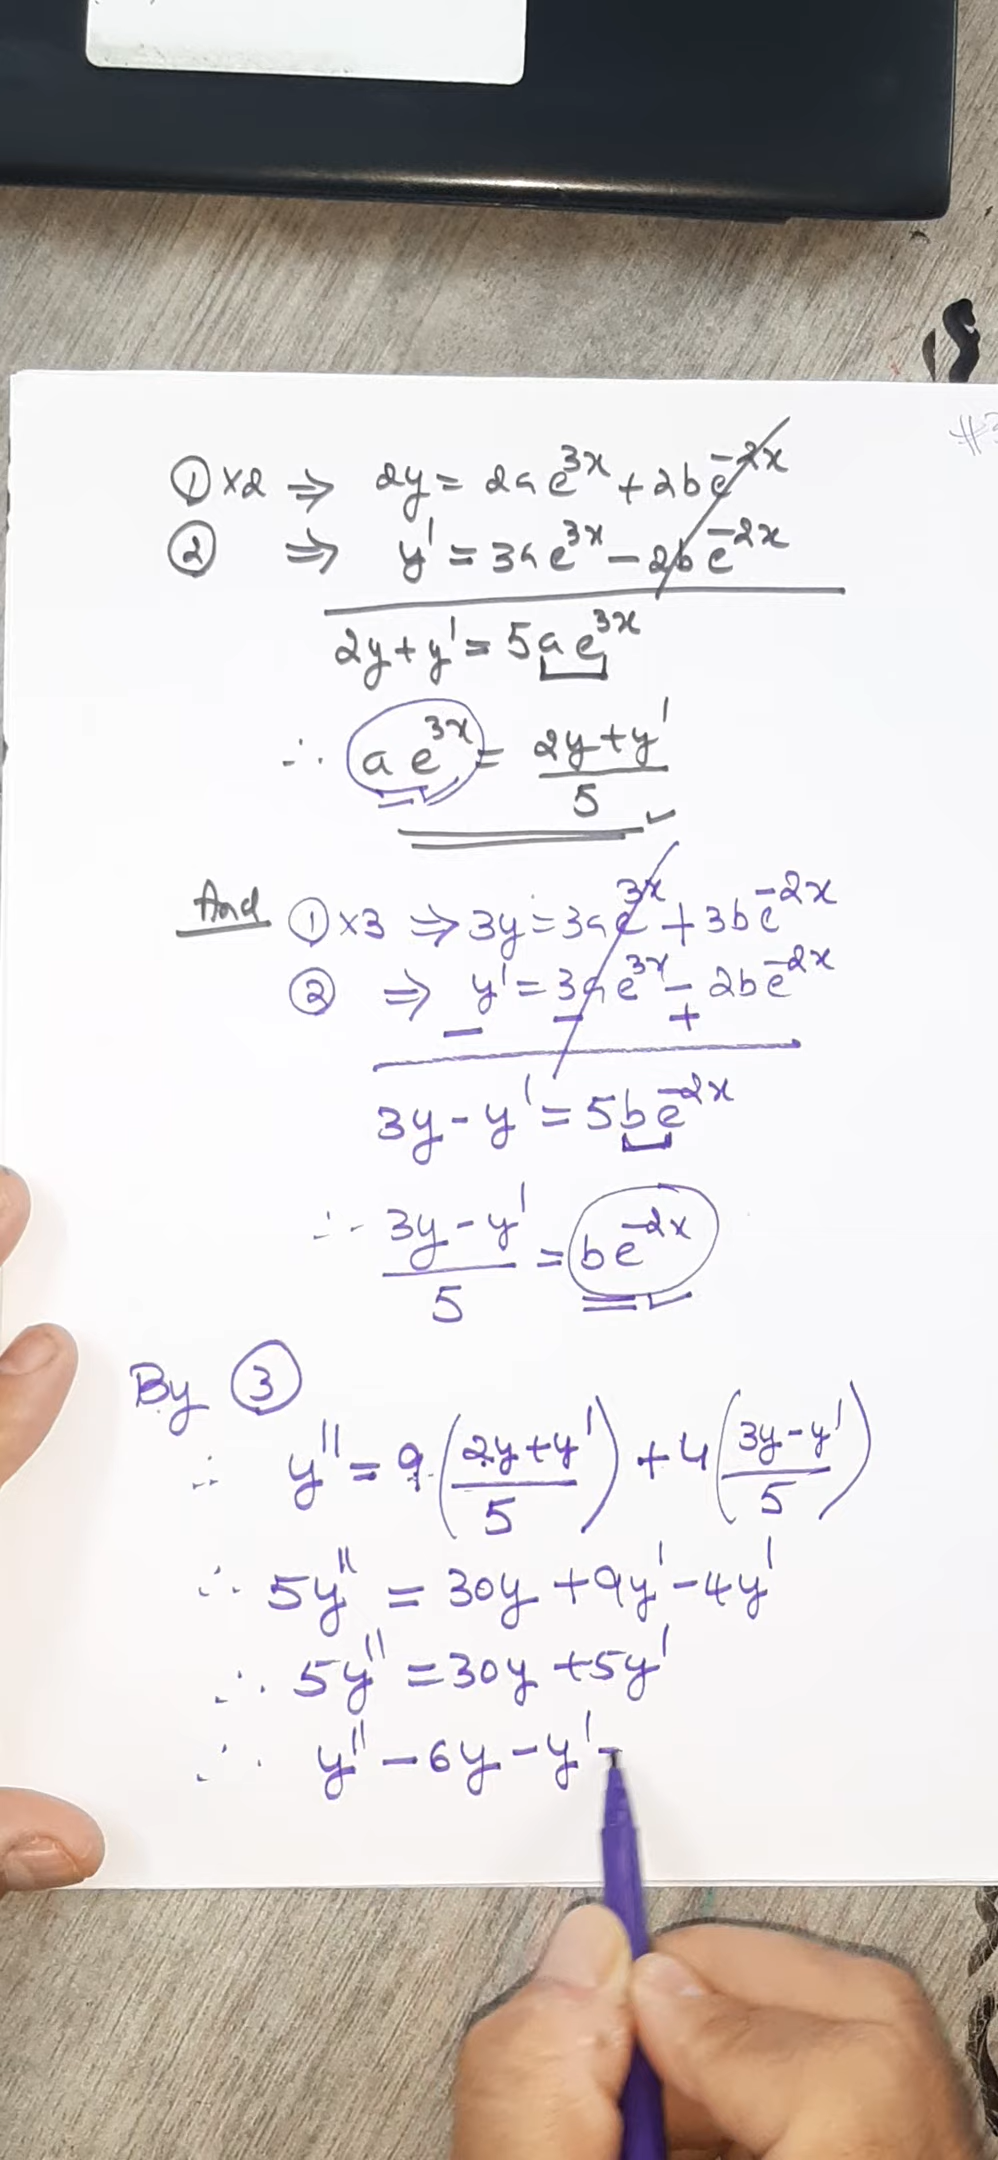 ① ×2 ⇒ 2y = 2ae^{3x} + 2be^{-2x}
② ⇒ y' = 3ae^{3x} - 2be^{-2x}
2y + y' = 5ae^{3x}
∴ ae^{3x} = (2y + y')/5
And ① ×3 ⇒ 3y = 3ae^{3x} + 3be^{-2x}
② ⇒ y' = 3ae^{3x} - 2be^{-2x}
- - +
3y - y' = 5be^{-2x}
∴ (3y - y')/5 = be^{-2x}
By ③
∴ y'' = 9((2y + y')/5) + 4((3y - y')/5)
∴ 5y'' = 30y + 9y' - 4y'
∴ 5y'' = 30y + 5y'
∴ y'' - 6y - y' -